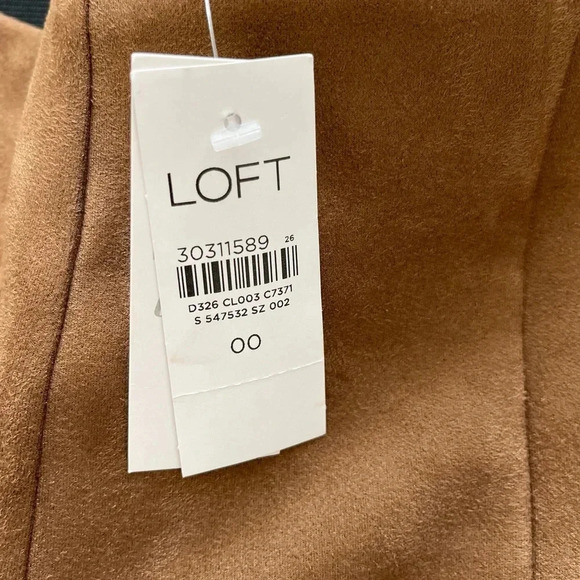 LOFT
30311589 26
D326 CL003 C7371
S 547532 SZ 002
00